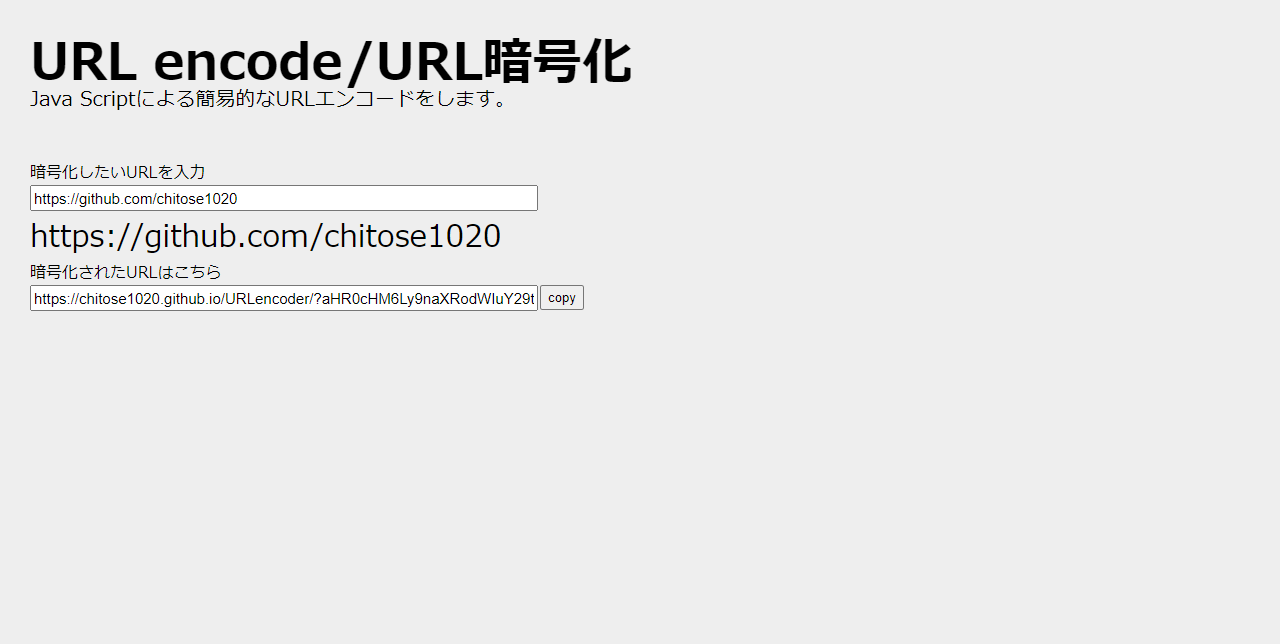 URL encode/URL暗号化
Java Scriptによる簡易的なURLエンコードをします。
暗号化したいURLを入力
https://github.com/chitose1020
https://github.com/chitose1020
暗号化されたURLはこちら
https://chitose1020.github.io/URLencoder/?aHR0cHM6Ly9naXRodWIuY29t copy